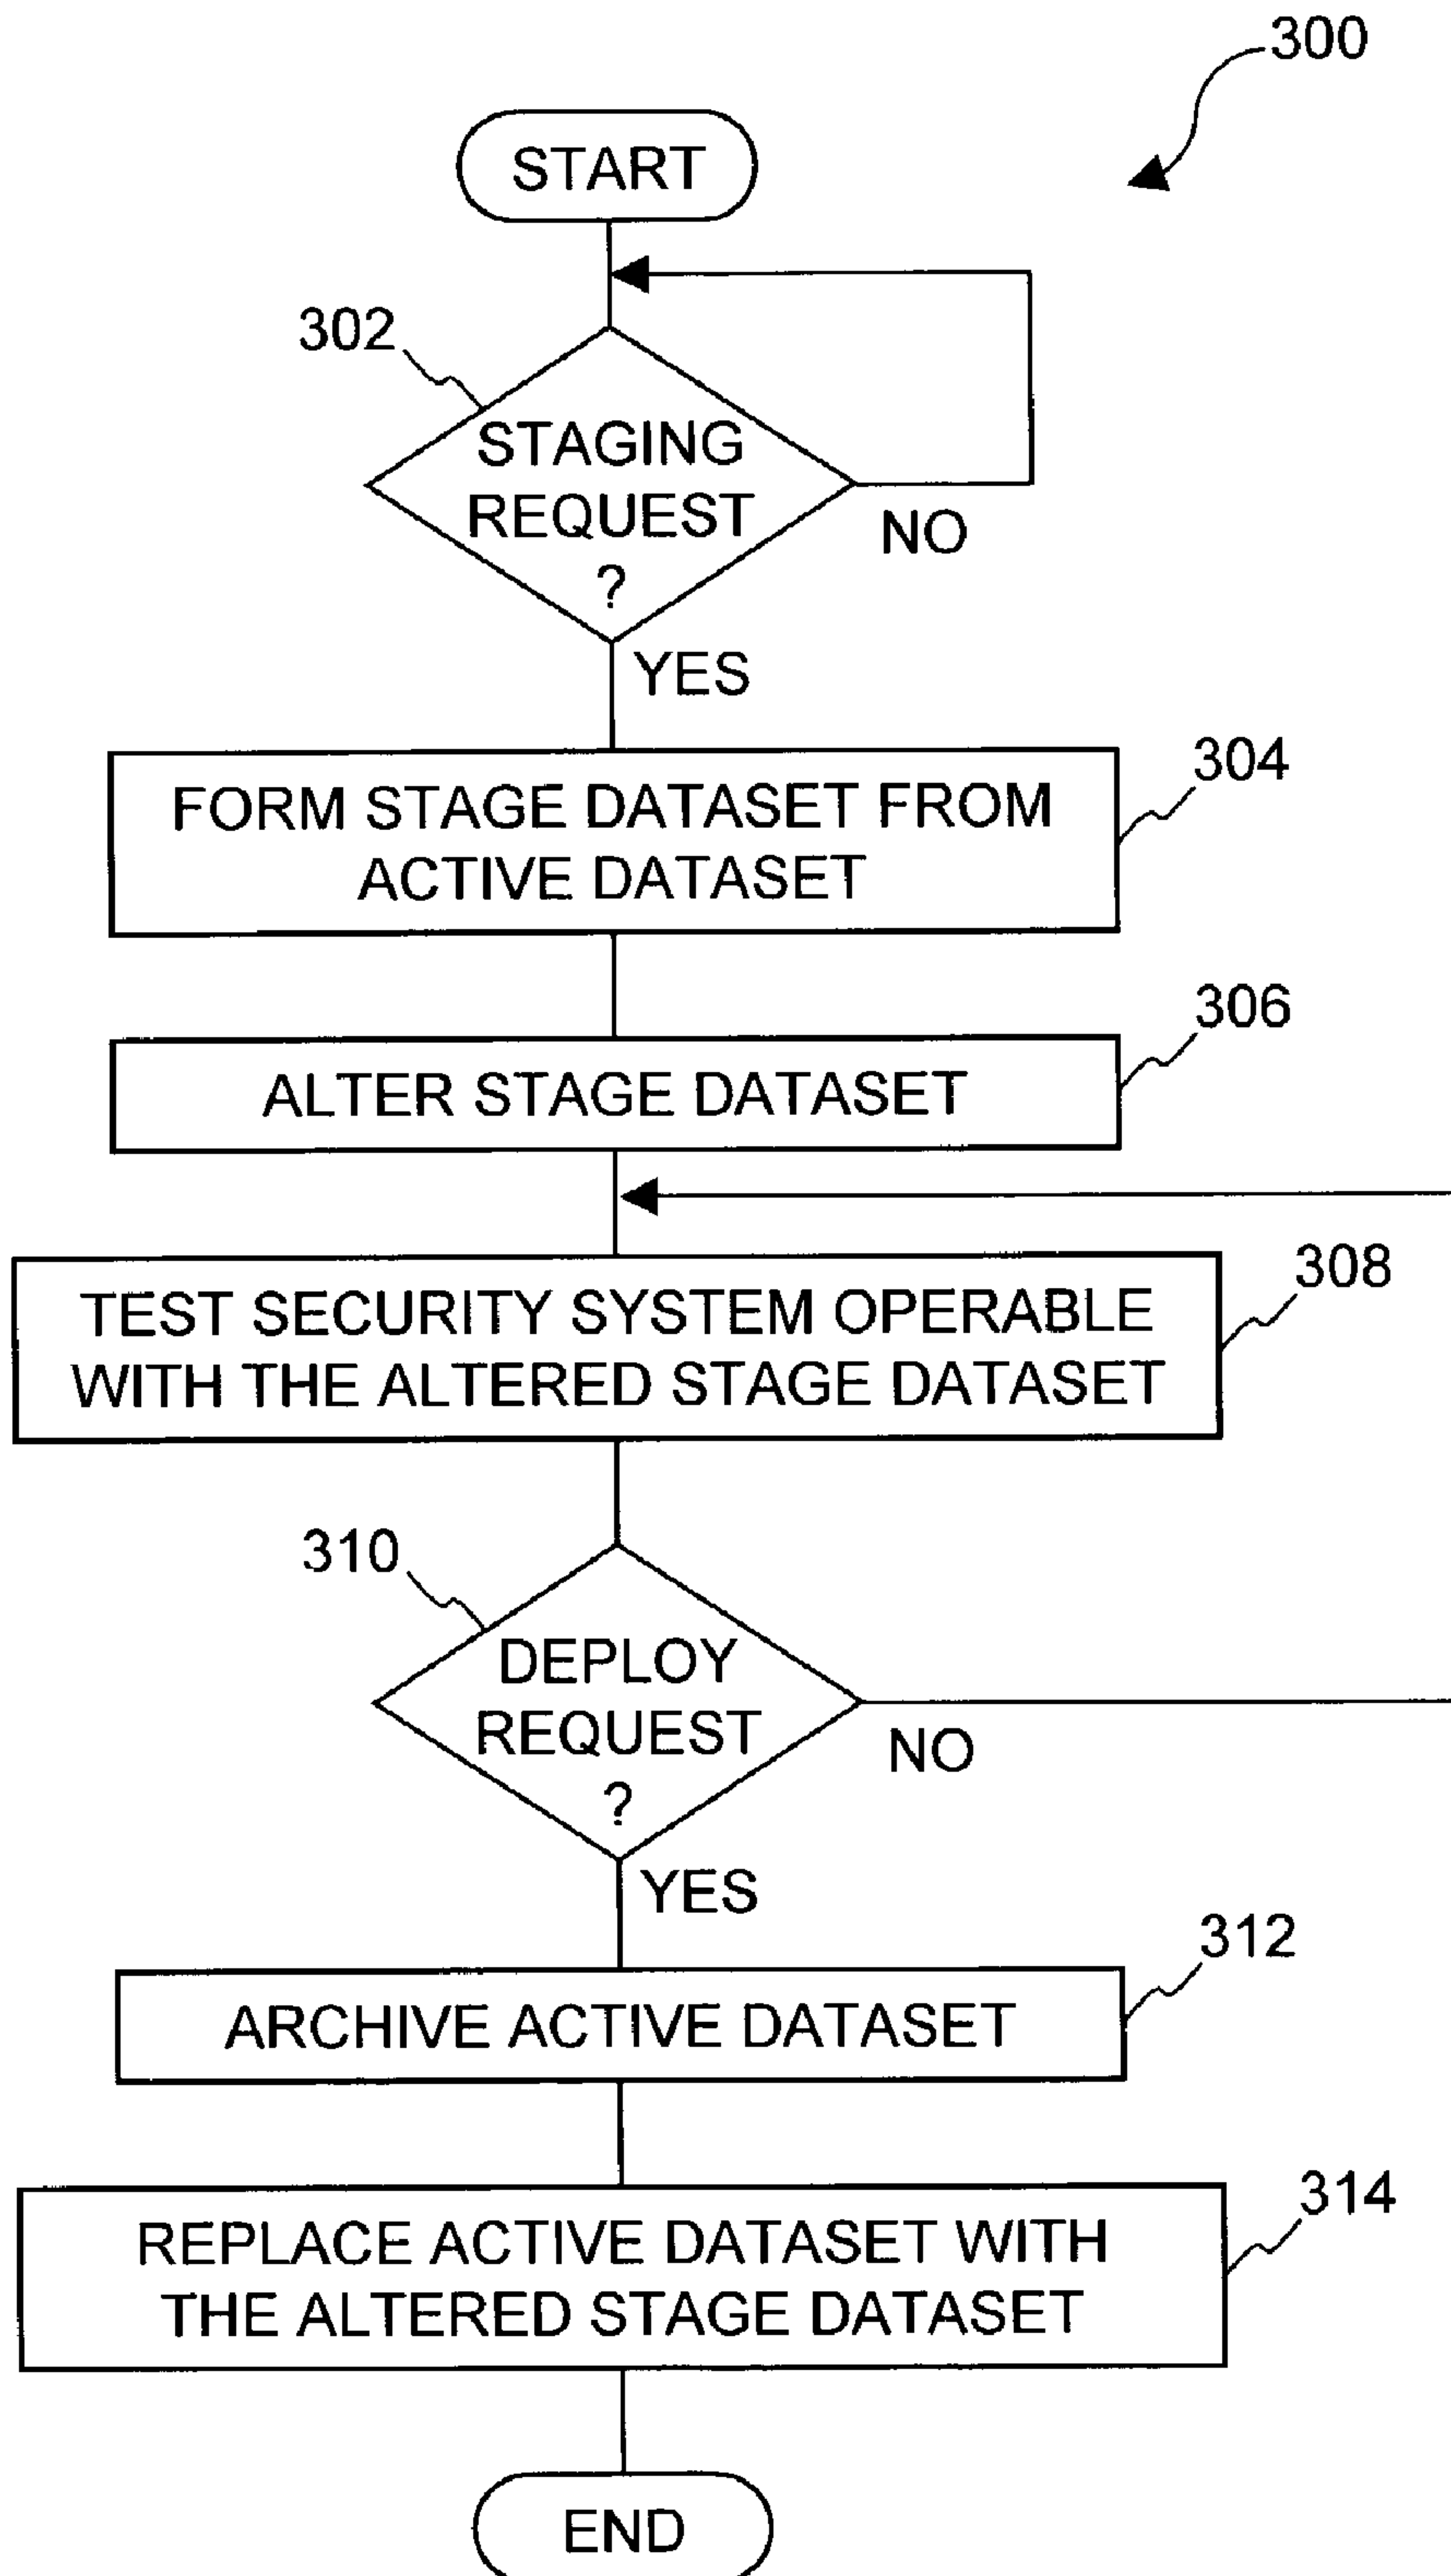 300
START
302
STAGING
REQUEST
?
NO
YES
304
FORM STAGE DATASET FROM
ACTIVE DATASET
306
ALTER STAGE DATASET
308
TEST SECURITY SYSTEM OPERABLE
WITH THE ALTERED STAGE DATASET
310
DEPLOY
REQUEST
?
NO
YES
312
ARCHIVE ACTIVE DATASET
314
REPLACE ACTIVE DATASET WITH
THE ALTERED STAGE DATASET
END